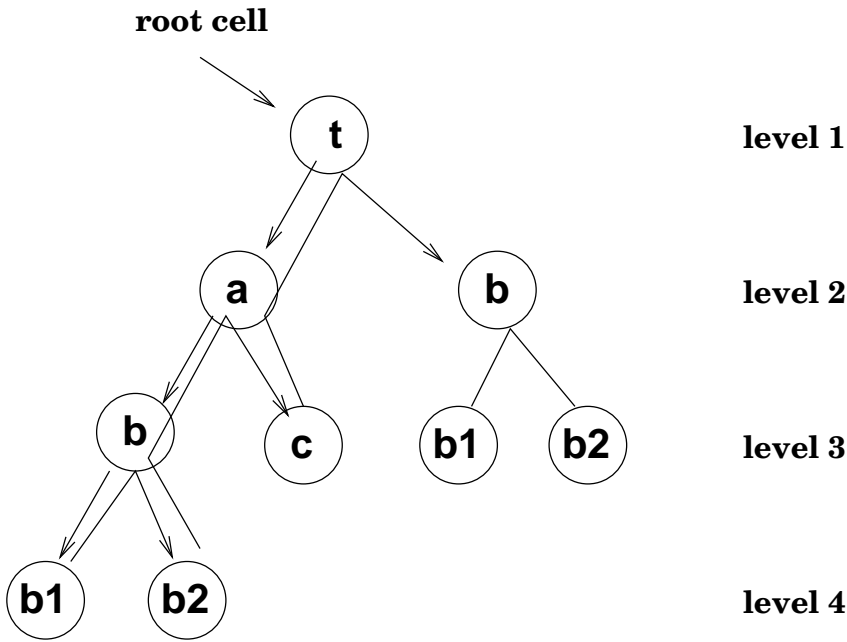 root cell
t
level 1
a
b
level 2
b
c
b1
b2
level 3
b1
b2
level 4